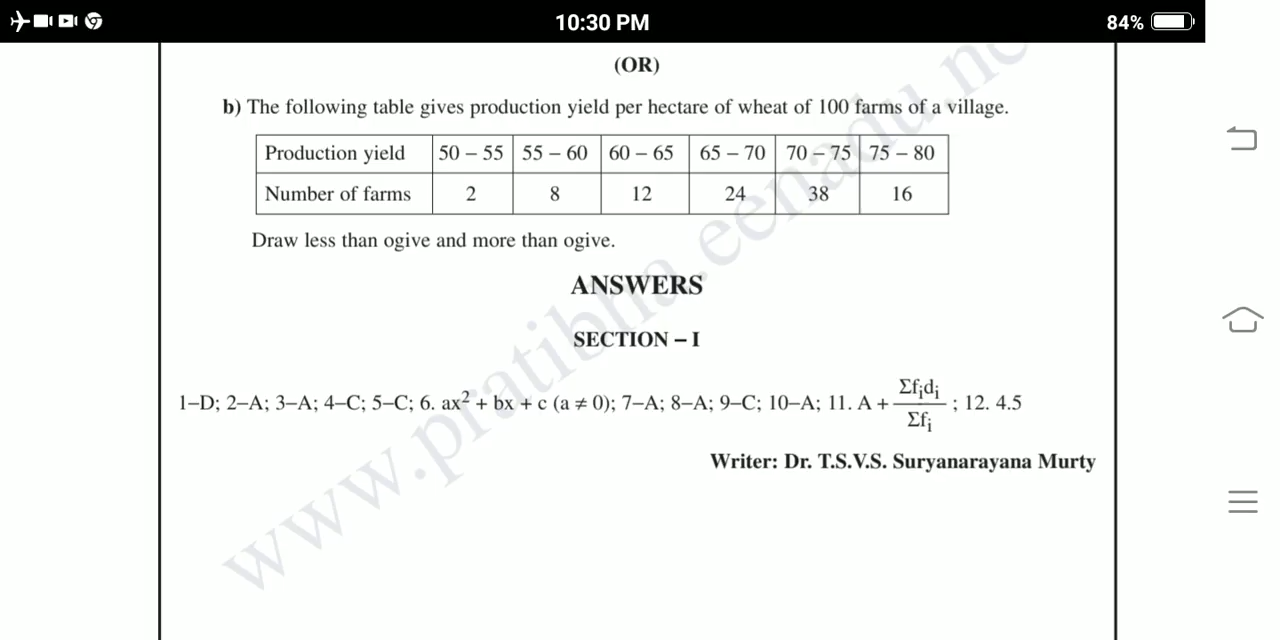 10:30 PM
84%
(OR)
b) The following table gives production yield per hectare of wheat of 100 farms of a village.
Production yield 50 – 55 55 – 60 60 – 65 65 – 70 70 – 75 75 – 80
Number of farms 2 8 12 24 38 16
Draw less than ogive and more than ogive.
ANSWERS
SECTION – I
1–D; 2–A; 3–A; 4–C; 5–C; 6. ax² + bx + c (a ≠ 0); 7–A; 8–A; 9–C; 10–A; 11. A + Σfᵢdᵢ / Σfᵢ ; 12. 4.5
Writer: Dr. T.S.V.S. Suryanarayana Murty
www.pratibha.eenadu.ne